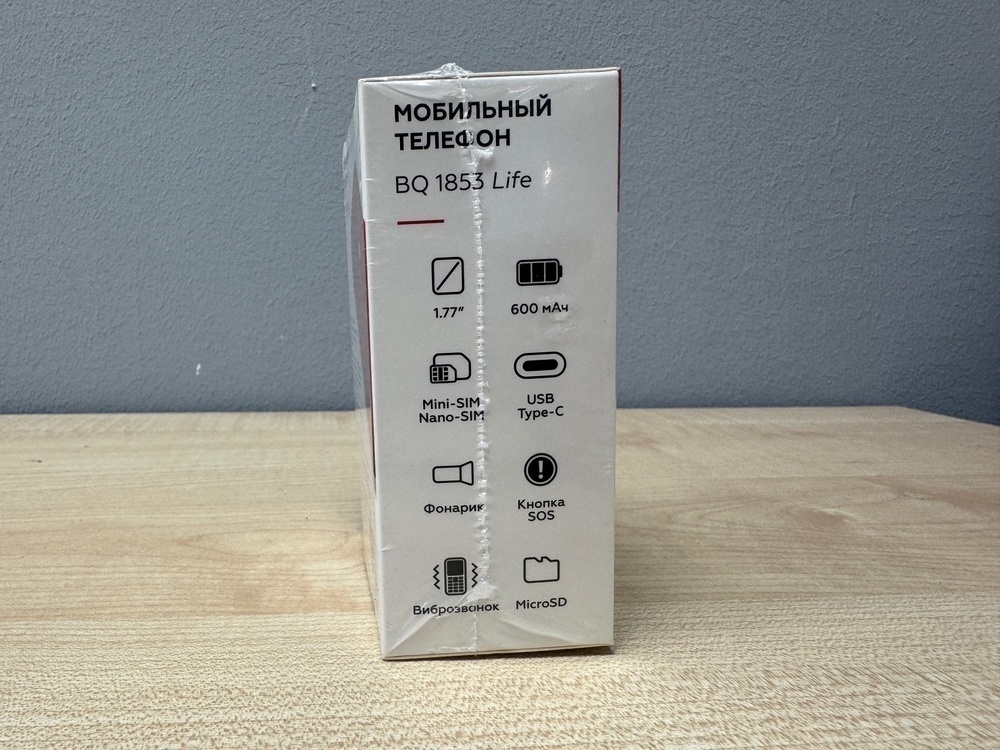 МОБИЛЬНЫЙ
ТЕЛЕФОН
BQ 1853 Life
1.77″
600 мАч
Mini-SIM
Nano-SIM
USB
Type-C
Фонарик
Кнопка
SOS
Виброзвонок
MicroSD